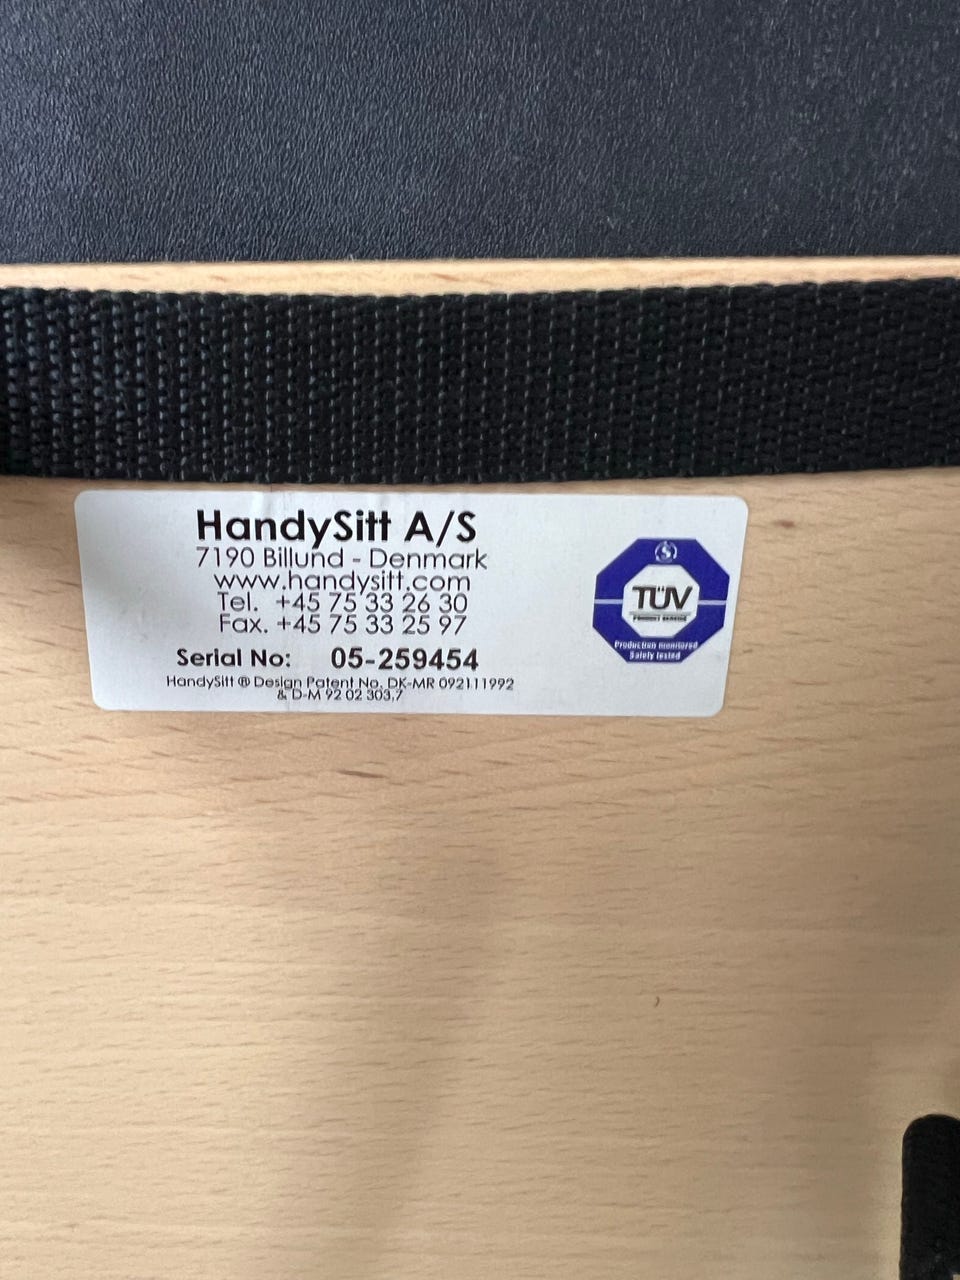 HandySitt A/S
7190 Billund - Denmark
www.handysitt.com
Tel. +45 75 33 26 30
Fax. +45 75 33 25 97
Serial No: 05-259454
HandySitt ® Design Patent No. DK-MR 092111992
& D-M 92 02 303,7
S
TÜV
PRODUCT SERVICE
Production monitored
Safety tested